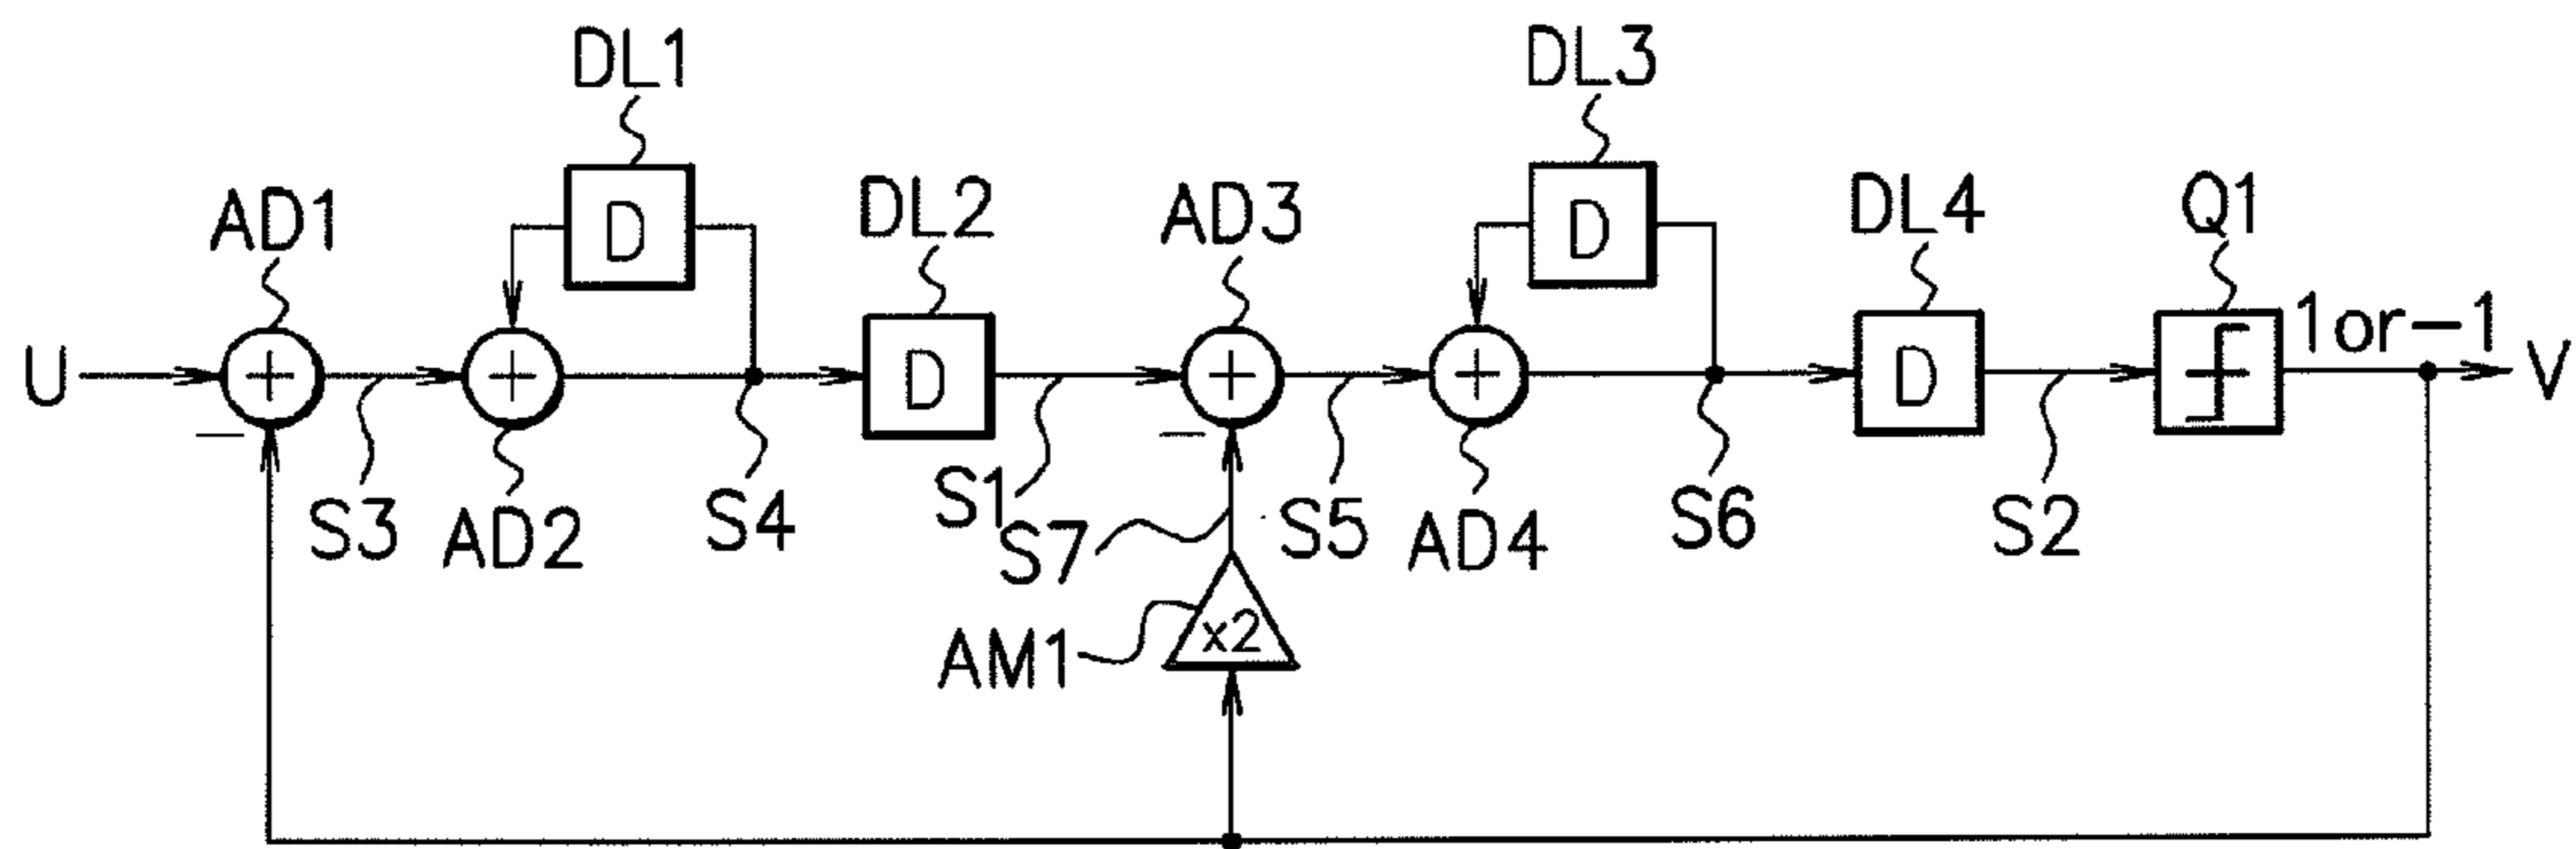 DL1
DL3
AD1
DL2
AD3
DL4
Q1
D
D
U
+
+
D
+
+
D
1or-1
V
−
−
S3
AD2
S4
S1
S7
S5
AD4
S6
S2
AM1
x2